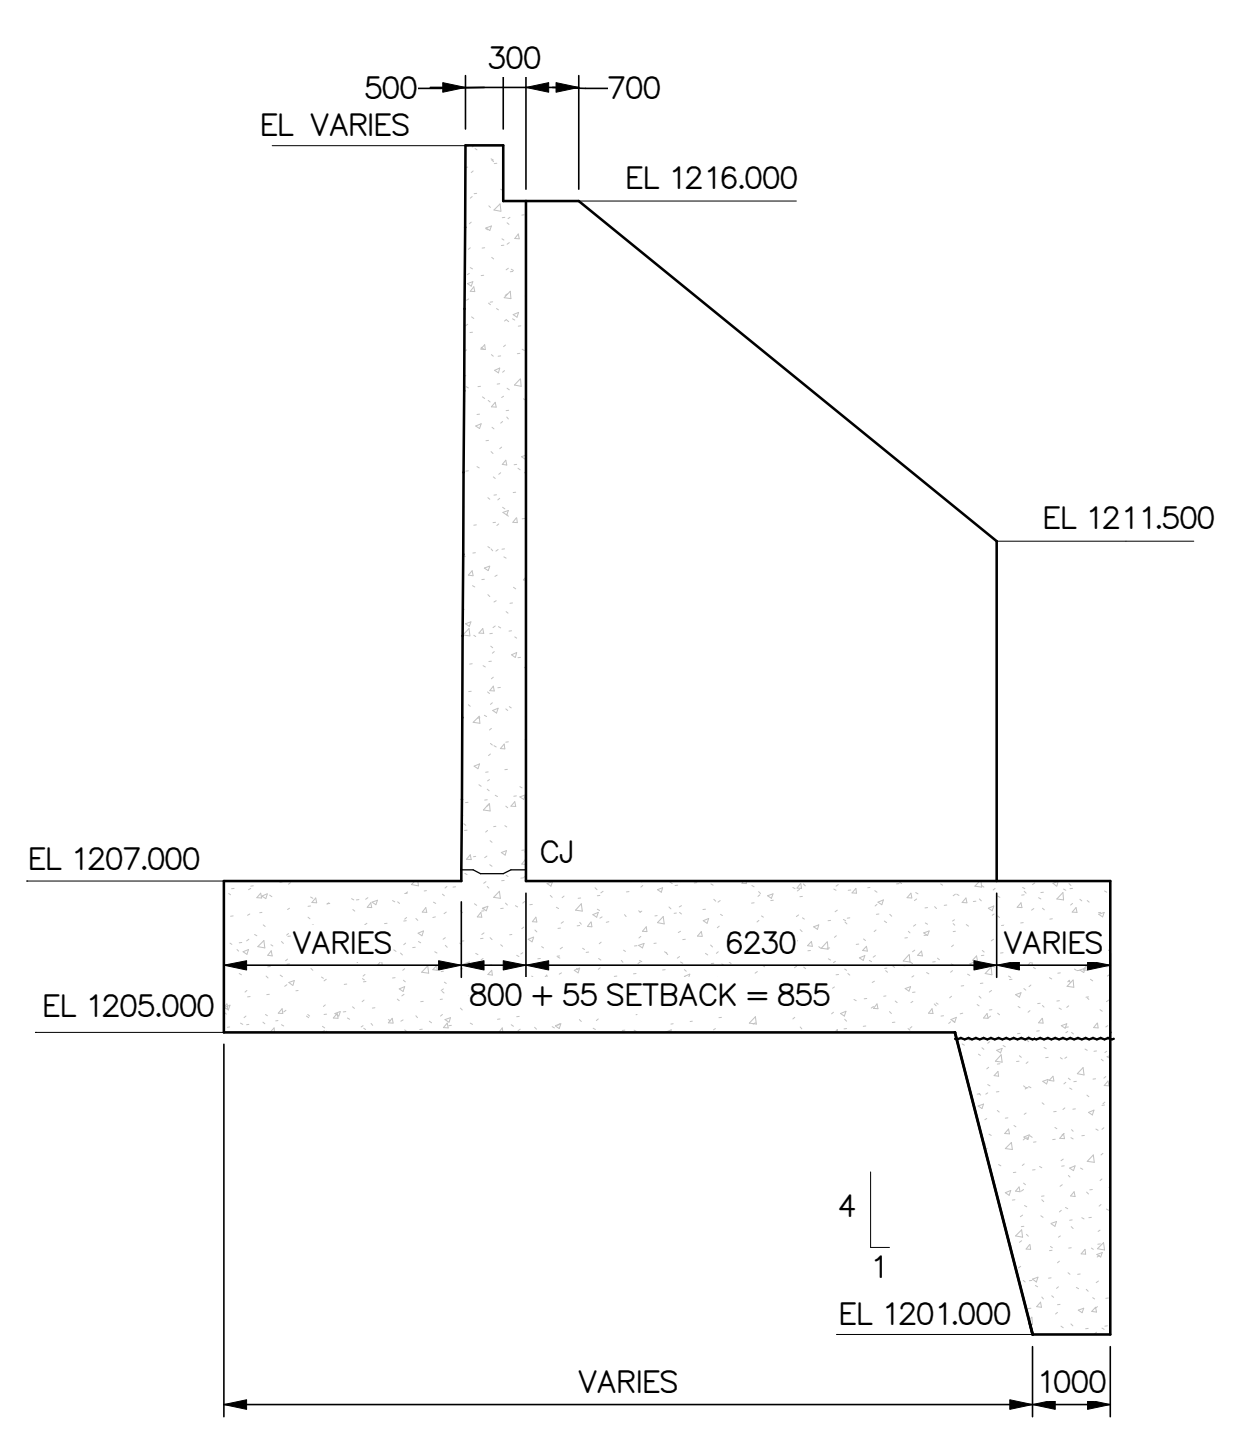 300
500
700
EL VARIES
EL 1216.000
EL 1211.500
CJ
EL 1207.000
VARIES
6230
VARIES
800 + 55 SETBACK = 855
EL 1205.000
4
1
EL 1201.000
VARIES
1000